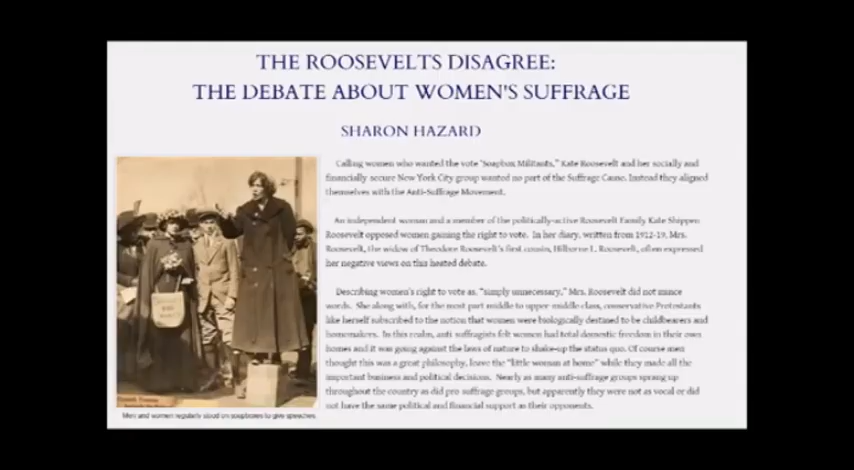 THE ROOSEVELTS DISAGREE:
THE DEBATE ABOUT WOMEN'S SUFFRAGE
SHARON HAZARD
Calling women who wanted the vote "Soapbox Militants," Kate Roosevelt and her socially and
financially secure New York City group wanted no part of the Suffrage Cause. Instead they aligned
themselves with the Anti-Suffrage Movement.
An independent woman and a member of the politically-active Roosevelt Family Kate Shippen
Roosevelt opposed women gaining the right to vote. In her diary, written from 1912-19, Mrs.
Roosevelt, the widow of Theodore Roosevelt's first cousin, Hilborne L. Roosevelt, often expressed
her negative views on this heated debate.
Describing women's right to vote as, "simply unnecessary," Mrs. Roosevelt did not mince
words. She along with, for the most part middle to upper middle class, conservative Protestants
like herself subscribed to the notion that women were biologically destined to be childbearers and
homemakers. In this realm, anti suffragists felt women had total domestic freedom in their own
homes and it was going against the laws of nature to shake-up the status quo. Of course men
thought this was a great philosophy, leave the "little woman at home" while they made all the
important business and political decisions. Nearly as many anti-suffrage groups sprang up
throughout the country as did pro suffrage groups, but apparently they were not as vocal or did
not have the same political and financial support as their opponents.
Men and women regularly stood on soapboxes to give speeches.